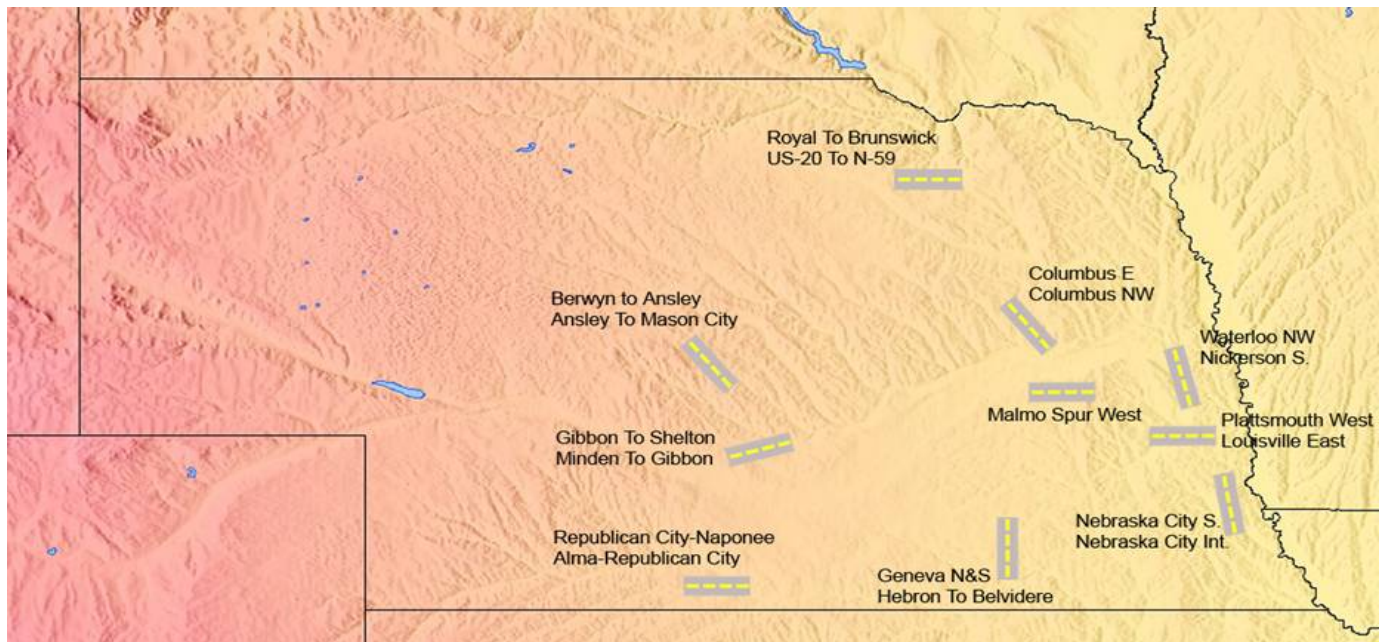 Royal To Brunswick
US-20 To N-59
Columbus E
Columbus NW
Berwyn to Ansley
Ansley To Mason City
Waterloo NW
Nickerson S.
Malmo Spur West
Plattsmouth West
Louisville East
Gibbon To Shelton
Minden To Gibbon
Nebraska City S.
Nebraska City Int.
Republican City-Naponee
Alma-Republican City
Geneva N&S
Hebron To Belvidere